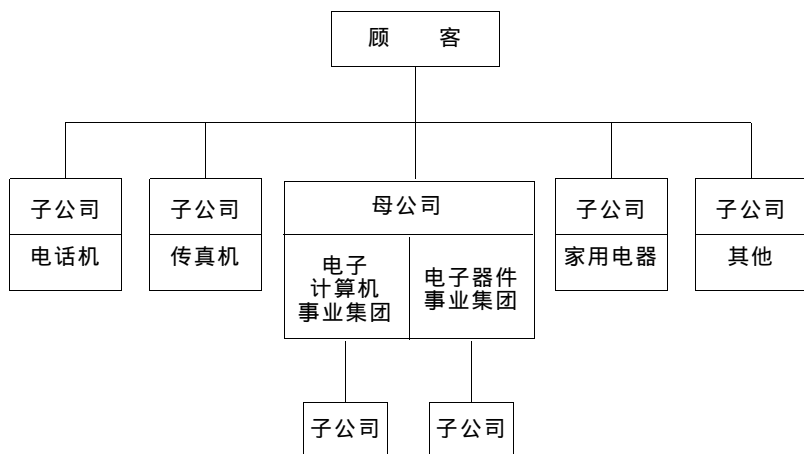 顾 客
子公司
电话机
子公司
传真机
母公司
电子
计算机
事业集团
电子器件
事业集团
子公司
家用电器
子公司
其他
子公司
子公司